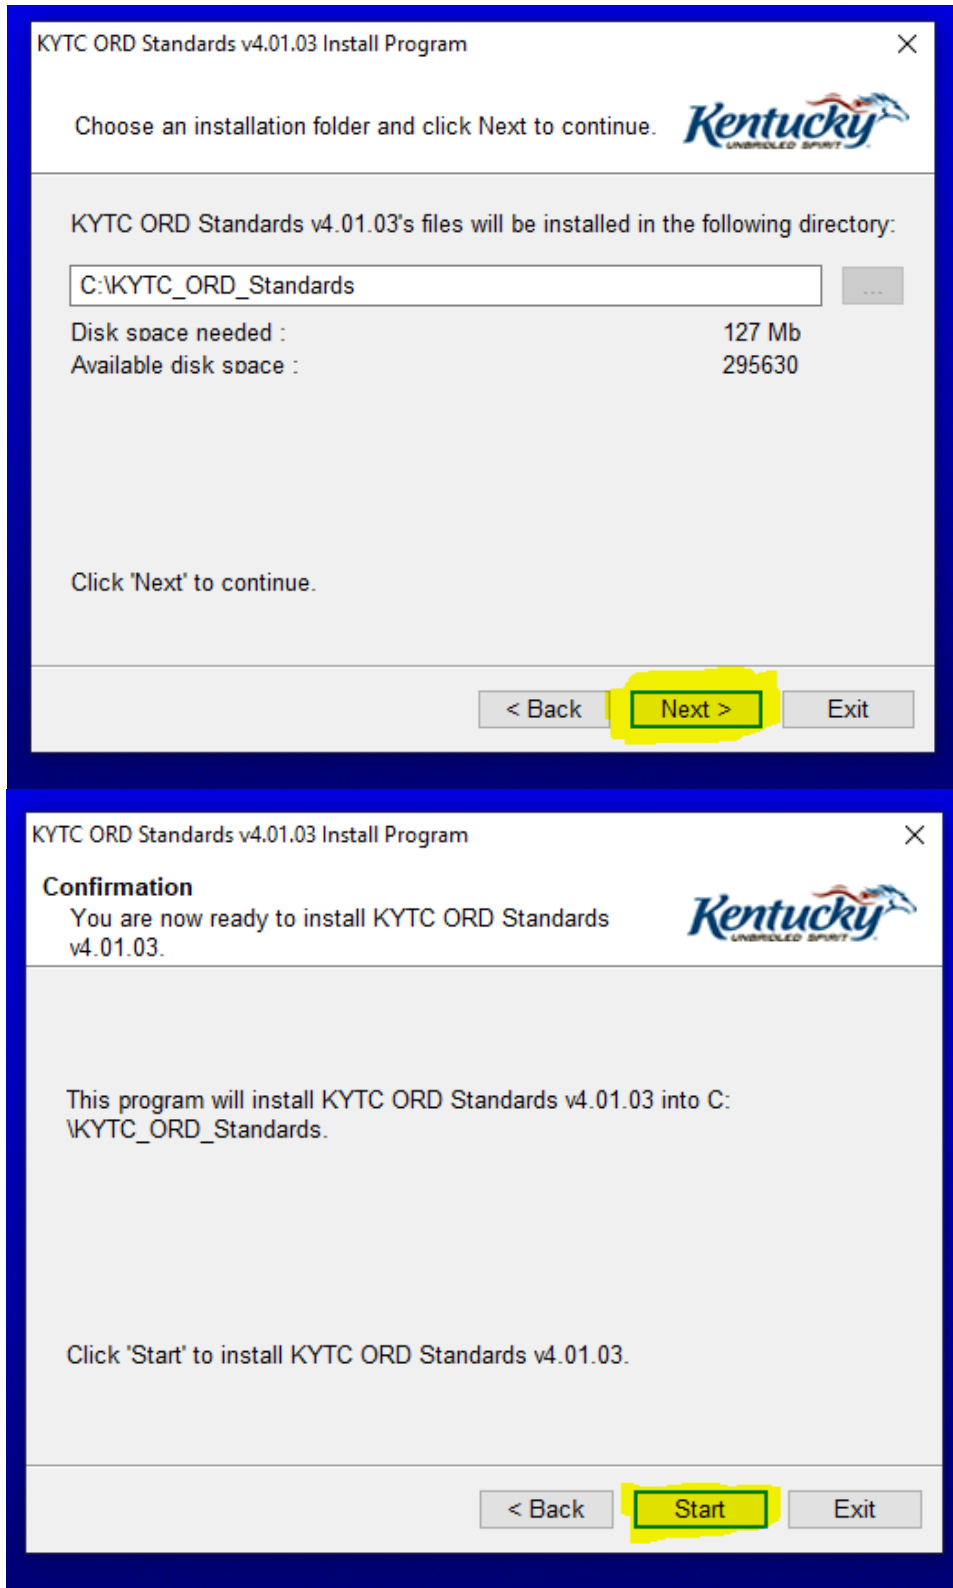 KYTC ORD Standards v4.01.03 Install Program
Choose an installation folder and click Next to continue.
Kentucky
UNBRIDLED SPIRIT
KYTC ORD Standards v4.01.03's files will be installed in the following directory:
C:\KYTC_ORD_Standards
...
Disk space needed : 127 Mb
Available disk space : 295630
Click 'Next' to continue.
< Back Next > Exit
KYTC ORD Standards v4.01.03 Install Program
Confirmation
You are now ready to install KYTC ORD Standards
v4.01.03.
Kentucky
UNBRIDLED SPIRIT
This program will install KYTC ORD Standards v4.01.03 into C:
\KYTC_ORD_Standards.
Click 'Start' to install KYTC ORD Standards v4.01.03.
< Back Start Exit